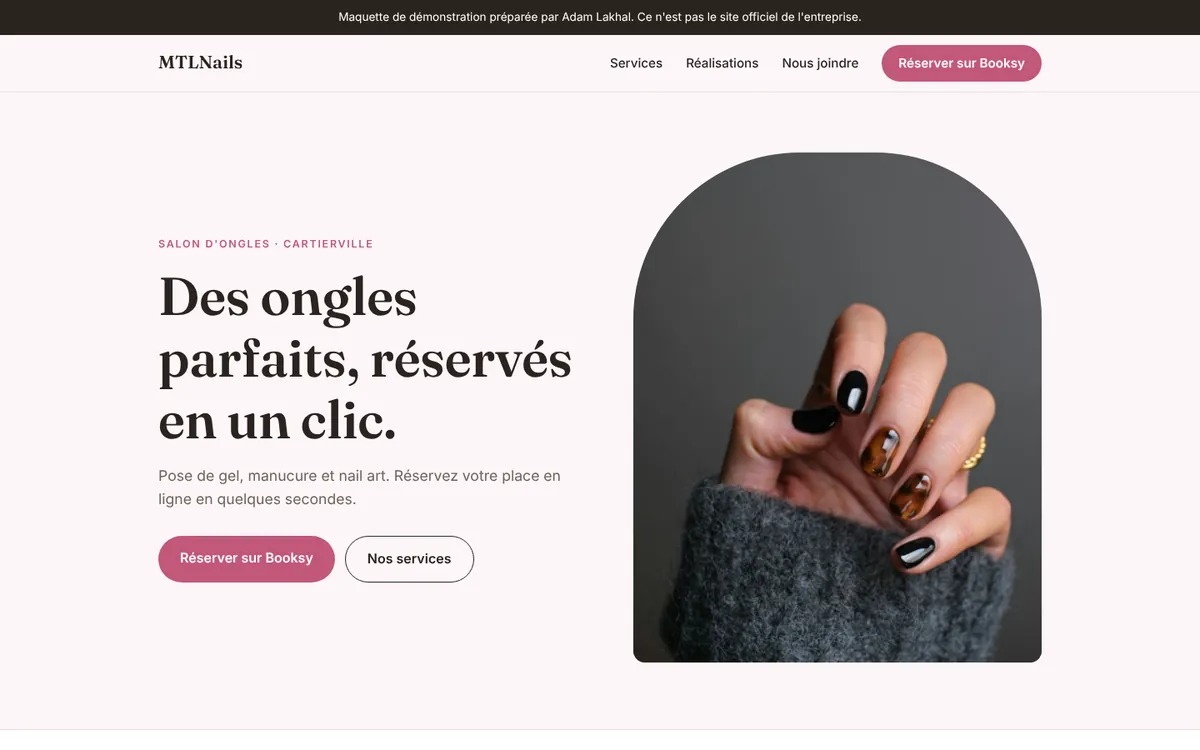 Maquette de démonstration préparée par Adam Lakhal. Ce n'est pas le site officiel de l'entreprise.
MTLNails
Services
Réalisations
Nous joindre
Réserver sur Booksy
SALON D'ONGLES · CARTIERVILLE
Des ongles
parfaits, réservés
en un clic.
Pose de gel, manucure et nail art. Réservez votre place en
ligne en quelques secondes.
Réserver sur Booksy
Nos services